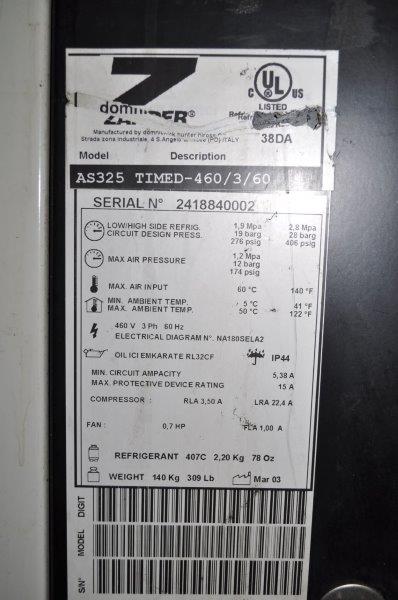 C UL US
LISTED
38DA
domnick
ZANDER®
Manufactured by domnick hunter hiross
Strada zona Industriale, 4 S.Angelo (PD) ITALY
Model Description
AS325 TIMED-460/3/60
SERIAL N° 2418840002
LOW/HIGH SIDE REFRIG. 1,9 Mpa 2,8 Mpa
CIRCUIT DESIGN PRESS. 19 barg 28 barg
276 psig 406 psig
MAX AIR PRESSURE 1,2 Mpa
12 barg
174 psig
MAX AIR INPUT 60 °C 140 °F
MIN. AMBIENT TEMP. 5 °C 41 °F
MAX. AMBIENT TEMP. 50 °C 122 °F
460 V 3 Ph 60 Hz
ELECTRICAL DIAGRAM N°. NA180SELA2
OIL ICI EMKARATE RL32CF IP44
MIN. CIRCUIT AMPACITY 5,38 A
MAX. PROTECTIVE DEVICE RATING 15 A
COMPRESSOR : RLA 3,50 A LRA 22,4 A
FAN : 0,7 HP FLA 1,00 A
REFRIGERANT 407C 2,20 Kg 78 Oz
WEIGHT 140 Kg 309 Lb Mar 03
DIGIT
MODEL
S/N°